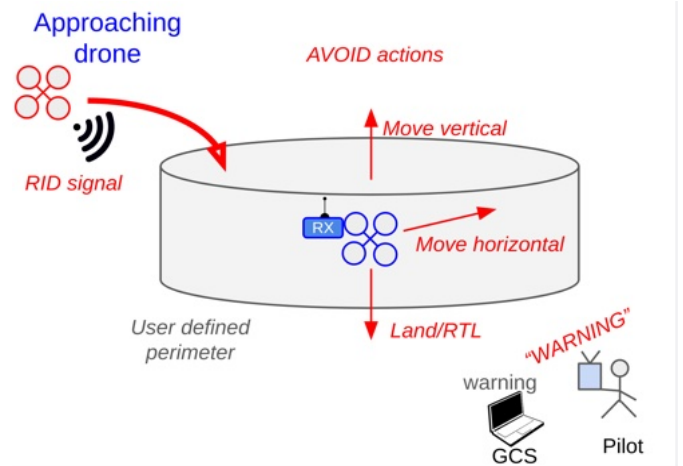 Approaching
drone
AVOID actions
Move vertical
RID signal
RX
Move horizontal
User defined
perimeter
Land/RTL
"WARNING"
warning
GCS
Pilot